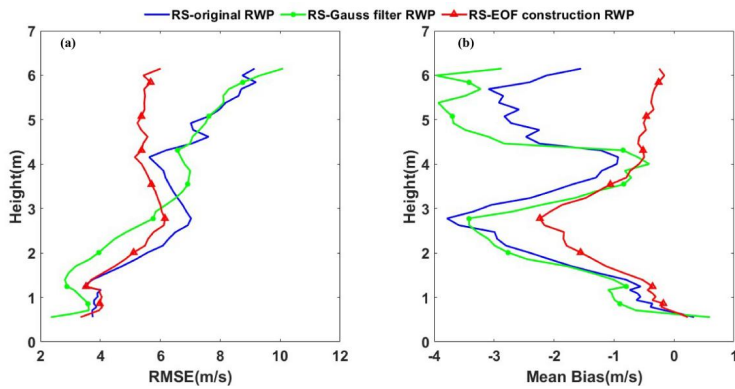 RS-original RWP RS-Gauss filter RWP RS-EOF construction RWP
(a)
7
6
5
4
3
2
1
0
Height(m)
2 4 6 8 10 12
RMSE(m/s)
(b)
7
6
5
4
3
2
1
0
Height(m)
-4 -3 -2 -1 0 1
Mean Bias(m/s)